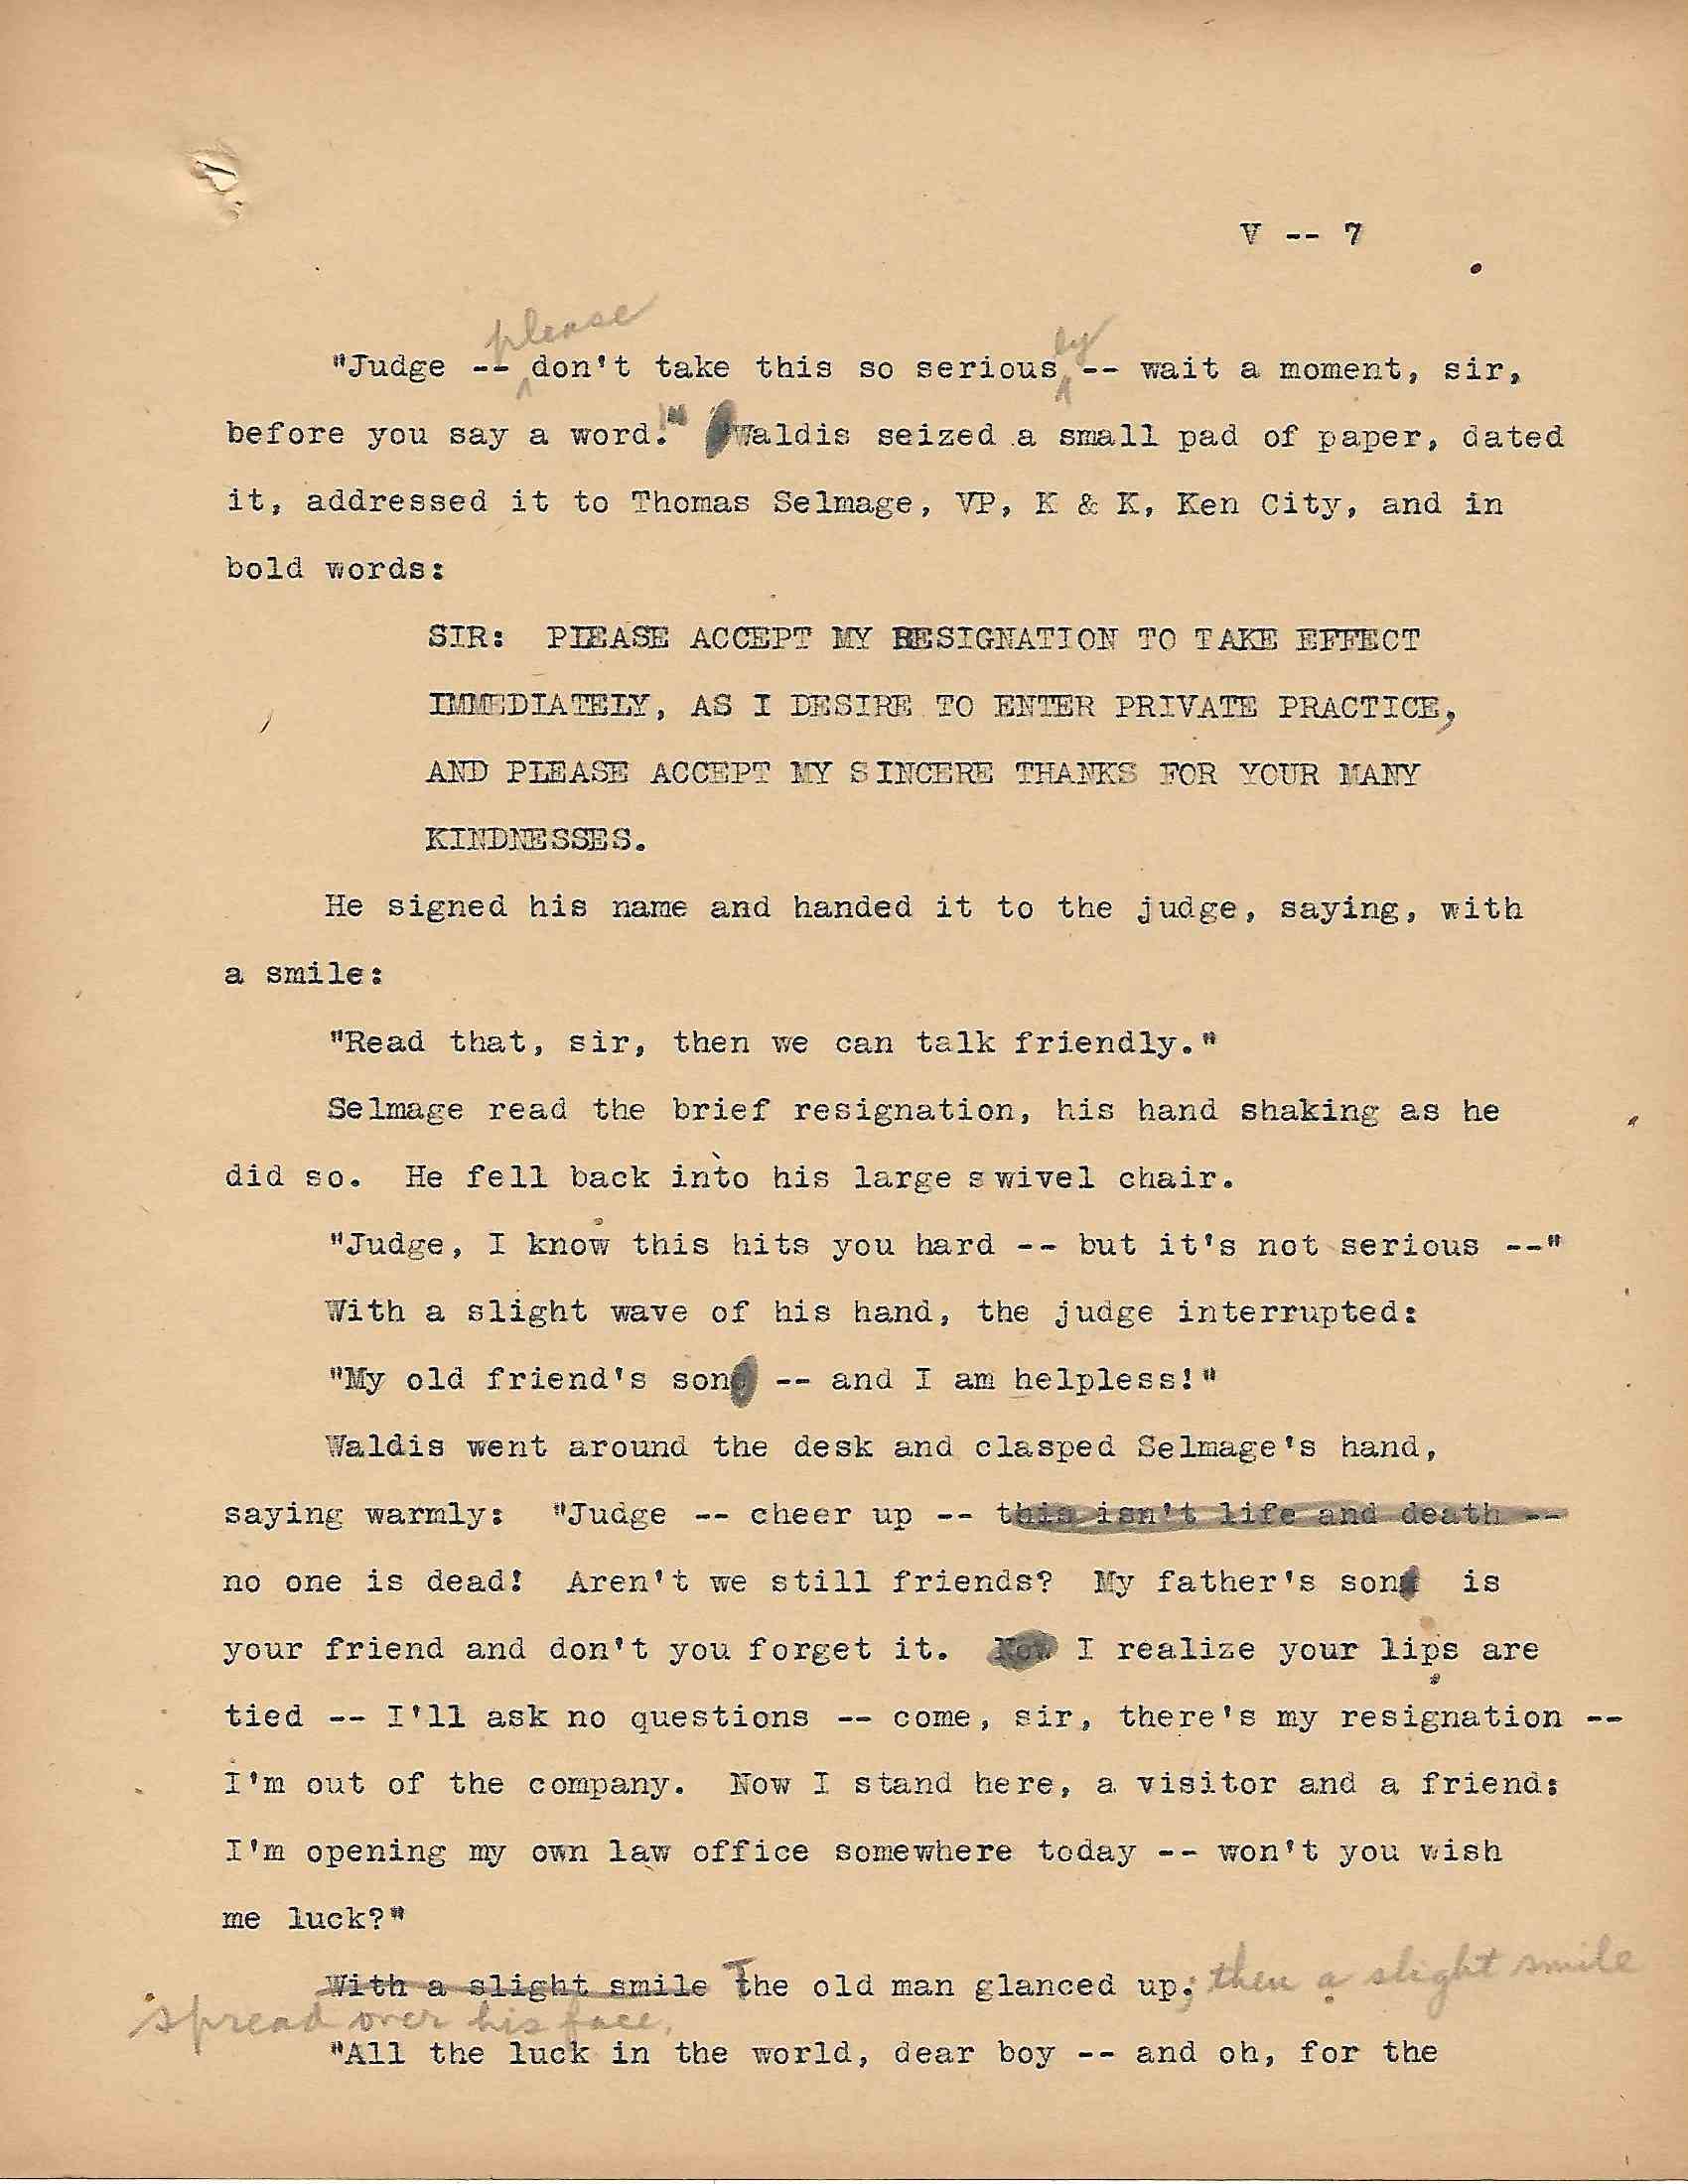 V -- 7
please ly
"Judge -- don't take this so serious -- wait a moment, sir,
before you say a word." Waldis seized a small pad of paper, dated
it, addressed it to Thomas Selmage, VP, K & K, Ken City, and in
bold words:
SIR: PLEASE ACCEPT MY RESIGNATION TO TAKE EFFECT
IMMEDIATELY, AS I DESIRE TO ENTER PRIVATE PRACTICE,
AND PLEASE ACCEPT MY SINCERE THANKS FOR YOUR MANY
KINDNESSES.
He signed his name and handed it to the judge, saying, with
a smile:
"Read that, sir, then we can talk friendly."
Selmage read the brief resignation, his hand shaking as he
did so. He fell back into his large swivel chair.
"Judge, I know this hits you hard -- but it's not serious --"
With a slight wave of his hand, the judge interrupted:
"My old friend's son -- and I am helpless!"
Waldis went around the desk and clasped Selmage's hand,
saying warmly: "Judge -- cheer up -- this isn't life and death --
no one is dead! Aren't we still friends? My father's son is
your friend and don't you forget it. Now I realize your lips are
tied -- I'll ask no questions -- come, sir, there's my resignation --
I'm out of the company. Now I stand here, a visitor and a friend:
I'm opening my own law office somewhere today -- won't you wish
me luck?"
With a slight smile The old man glanced up; then a slight smile
spread over his face.
"All the luck in the world, dear boy -- and oh, for the